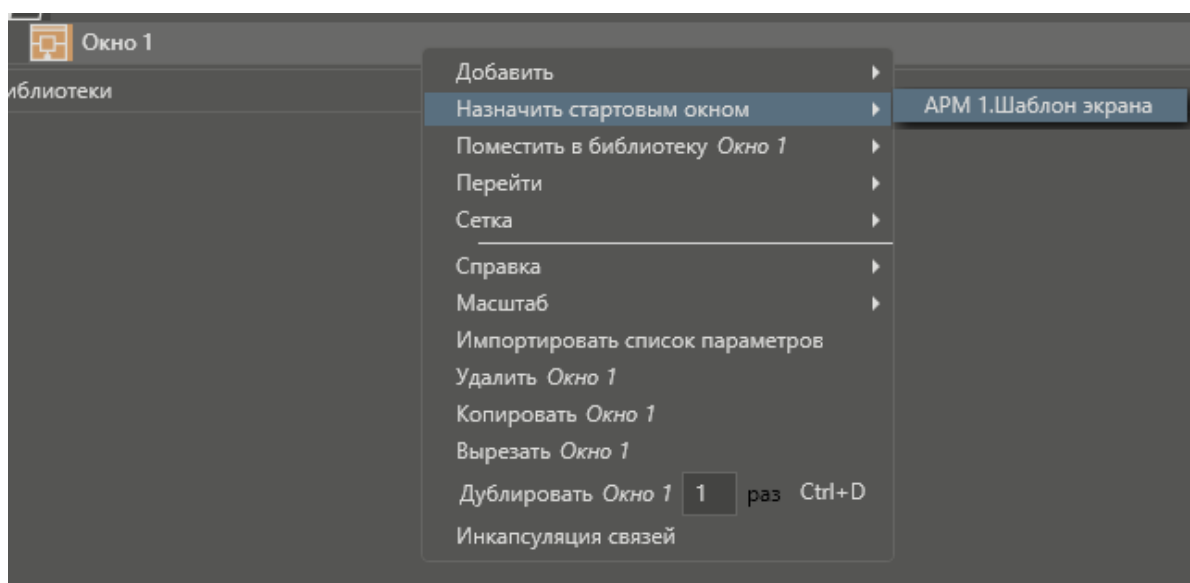 Окно 1
иблиотеки
Добавить
Назначить стартовым окном
АРМ 1.Шаблон экрана
Поместить в библиотеку Окно 1
Перейти
Сетка
Справка
Масштаб
Импортировать список параметров
Удалить Окно 1
Копировать Окно 1
Вырезать Окно 1
Дублировать Окно 1 1 раз Ctrl+D
Инкапсуляция связей